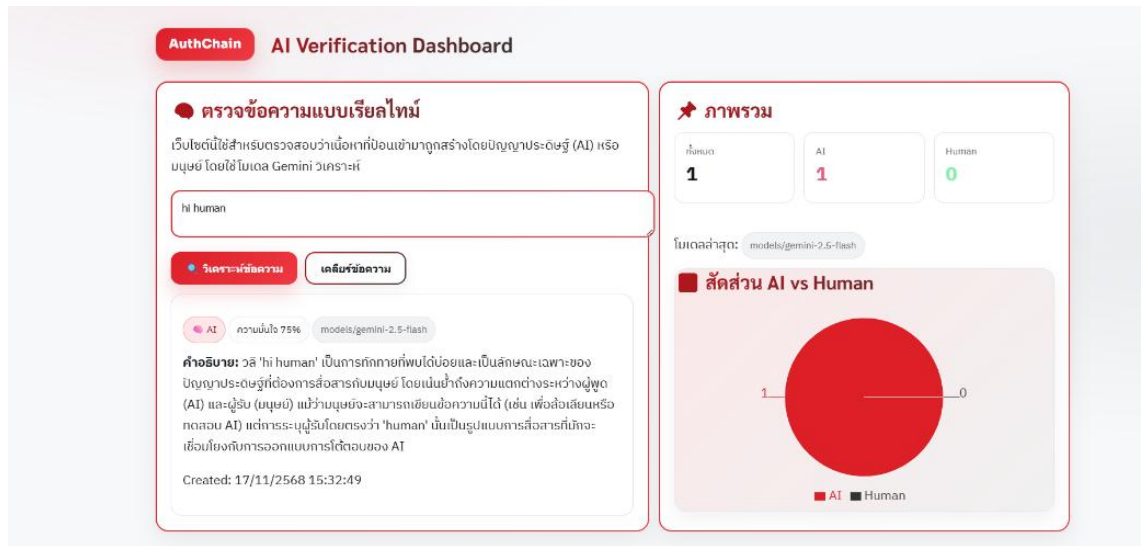 AuthChain AI Verification Dashboard
ตรวจข้อความแบบเรียลไทม์
เว็บไซต์นี้ใช้สำหรับตรวจสอบว่าเนื้อหาที่ป้อนเข้ามาถูกสร้างโดยปัญญาประดิษฐ์ (AI) หรือ
มนุษย์ โดยใช้โมเดล Gemini วิเคราะห์
hi human
วิเคราะห์ข้อความ เคลียร์ข้อความ
AI ความมั่นใจ 75% models/gemini-2.5-flash
คำอธิบาย: วลี 'hi human' เป็นการทักทายที่พบได้บ่อยและเป็นลักษณะเฉพาะของ
ปัญญาประดิษฐ์ที่ต้องการสื่อสารกับมนุษย์ โดยเน้นย้ำถึงความแตกต่างระหว่างผู้พูด
(AI) และผู้รับ (มนุษย์) แม้ว่ามนุษย์จะสามารถเขียนข้อความนี้ได้ (เช่น เพื่อล้อเลียนหรือ
ทดสอบ AI) แต่การระบุผู้รับโดยตรงว่า 'human' นั้นเป็นรูปแบบการสื่อสารที่มักจะ
เชื่อมโยงกับการออกแบบการโต้ตอบของ AI
Created: 17/11/2568 15:32:49
ภาพรวม
ทั้งหมด AI Human
1 1 0
โมเดลล่าสุด: models/gemini-2.5-flash
สัดส่วน AI vs Human
1 0
AI Human